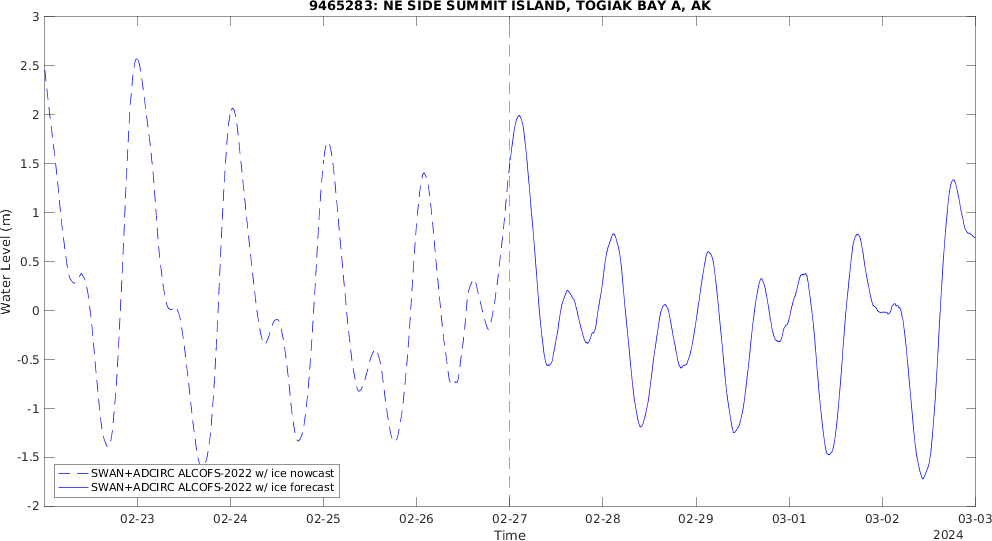 9465283: NE SIDE SUMMIT ISLAND, TOGIAK BAY A, AK
3
2.5
2
1.5
1
0.5
0
-0.5
-1
-1.5
-2
Water Level (m)
SWAN+ADCIRC ALCOFS-2022 w/ ice nowcast
SWAN+ADCIRC ALCOFS-2022 w/ ice forecast
02-23 02-24 02-25 02-26 02-27 02-28 02-29 03-01 03-02 03-03
Time
2024